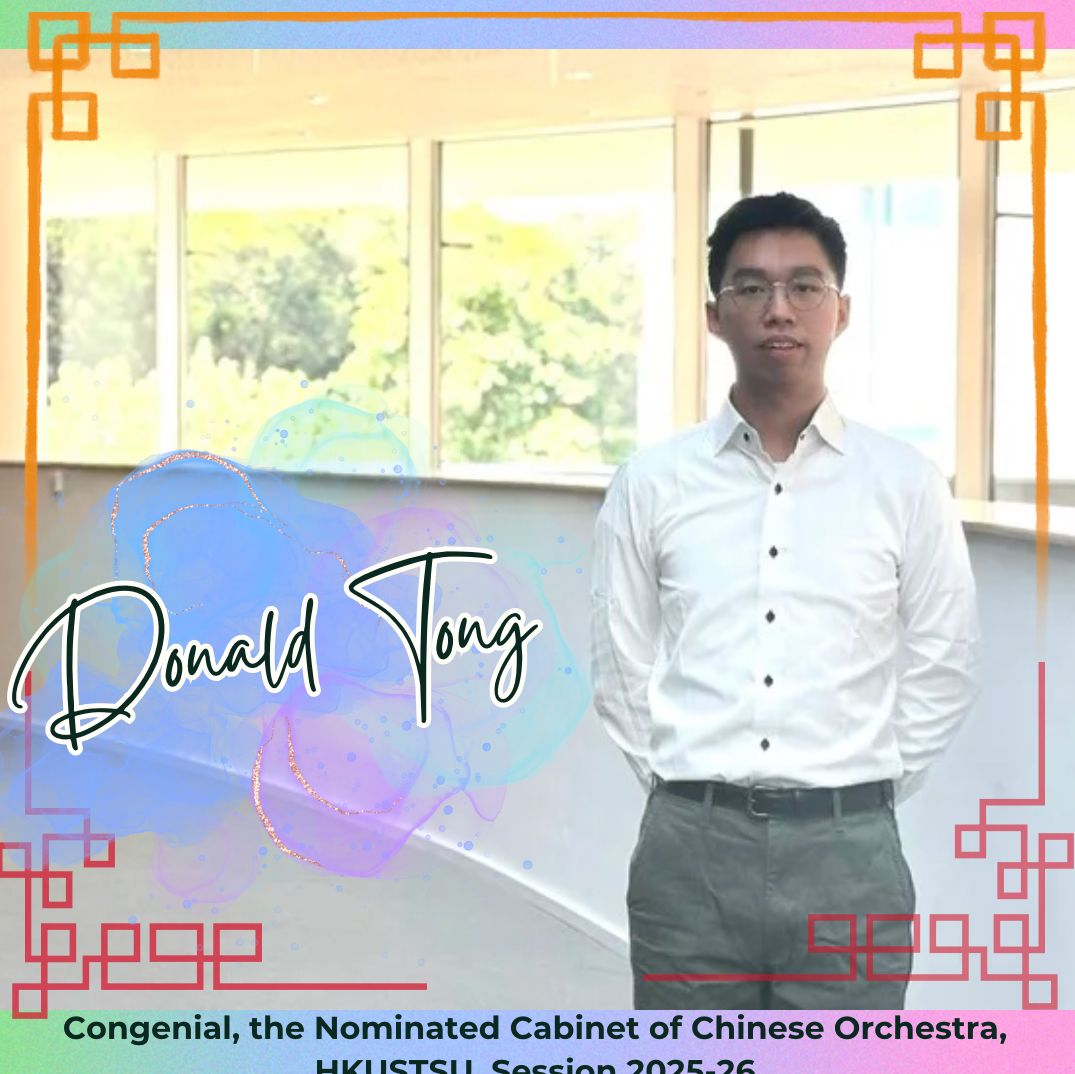 Donald Tong
Congenial, the Nominated Cabinet of Chinese Orchestra,
HKUSTSU, Session 2025-26